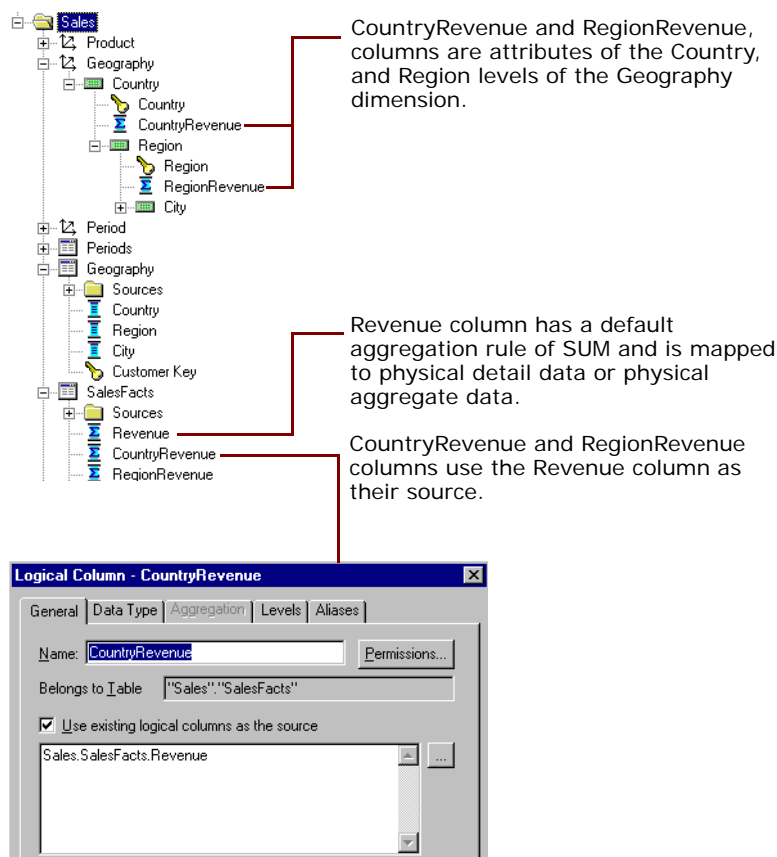 Sales
Product
Geography
Country
Country
CountryRevenue
Region
Region
RegionRevenue
City
Period
Periods
Geography
Sources
Country
Region
City
Customer Key
SalesFacts
Sources
Revenue
CountryRevenue
RegionRevenue
CountryRevenue and RegionRevenue,
columns are attributes of the Country,
and Region levels of the Geography
dimension.
Revenue column has a default
aggregation rule of SUM and is mapped
to physical detail data or physical
aggregate data.
CountryRevenue and RegionRevenue
columns use the Revenue column as
their source.
Logical Column - CountryRevenue
General Data Type Aggregation Levels Aliases
Name: CountryRevenue Permissions...
Belongs to Table "Sales"."SalesFacts"
Use existing logical columns as the source
Sales.SalesFacts.Revenue ...